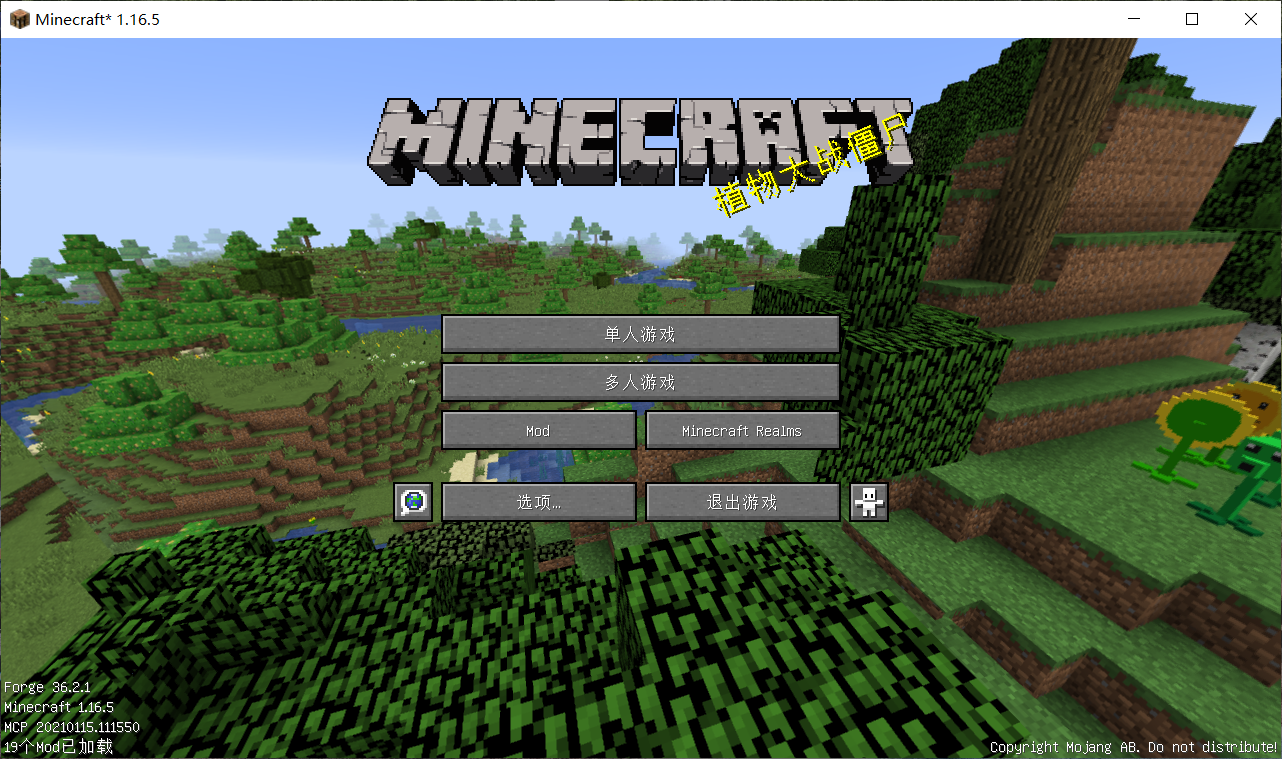 Minecraft* 1.16.5
MINECRAFT
植物大战僵尸
单人游戏
多人游戏
Mod
Minecraft Realms
选项...
退出游戏
Forge 36.2.1
Minecraft 1.16.5
MCP 20210115.111550
19个Mod已加载
Copyright Mojang AB. Do not distribute!